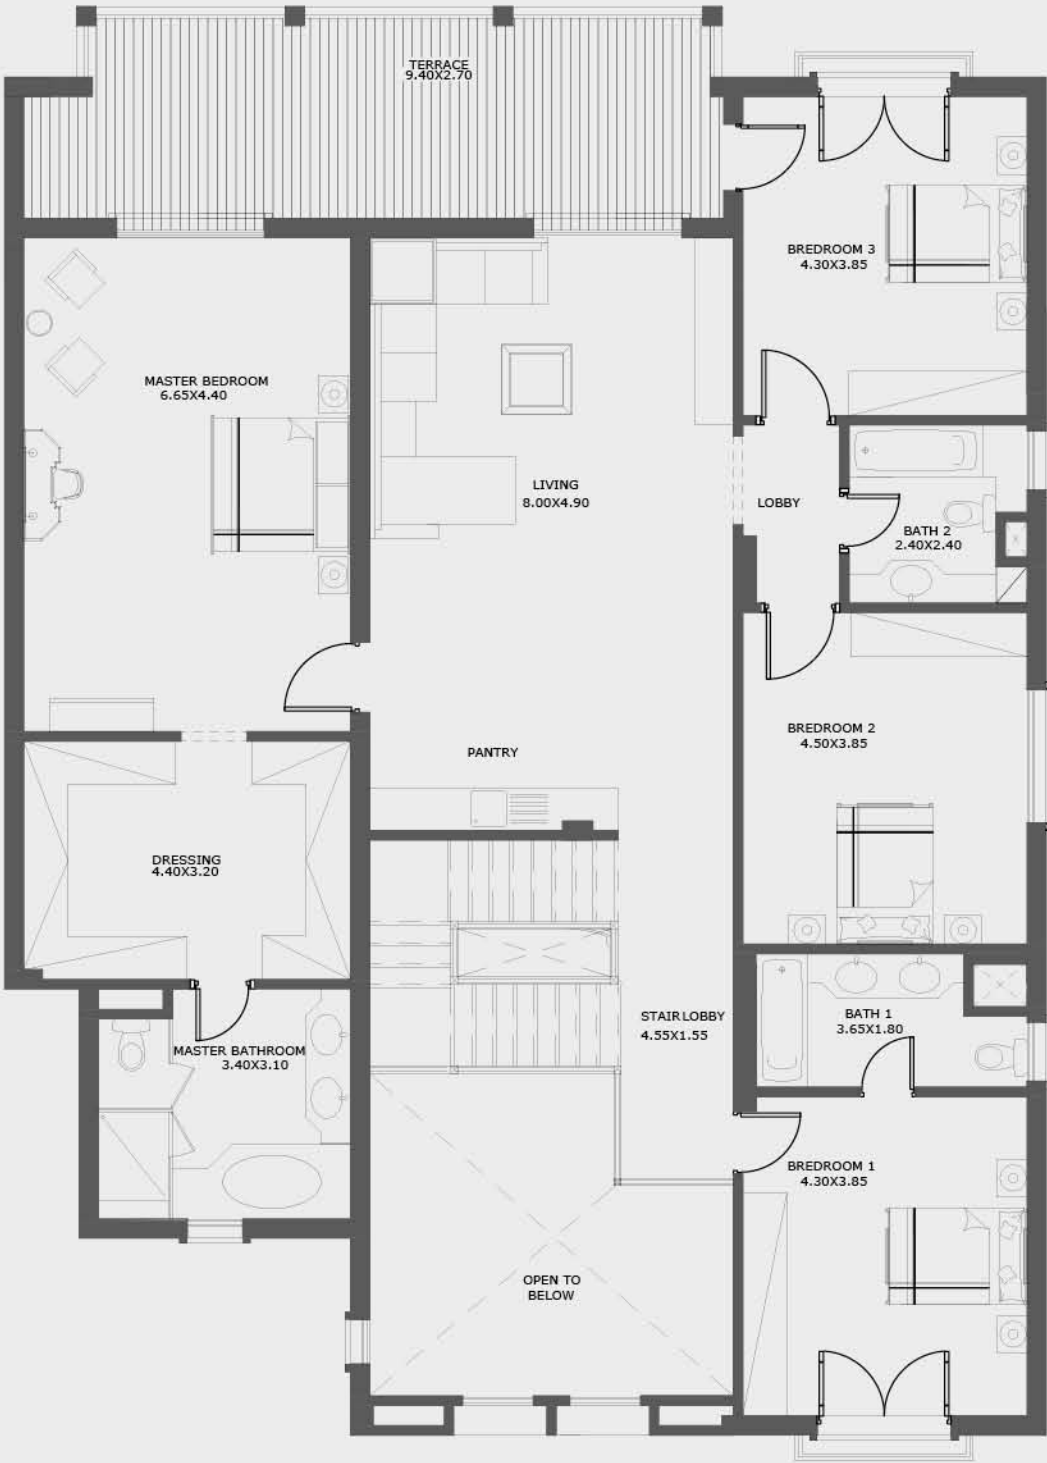 TERRACE
9.40X2.70
BREDROOM 3
4.30X3.85
MASTER BEDROOM
6.65X4.40
LIVING
8.00X4.90
LOBBY
BATH 2
2.40X2.40
BREDROOM 2
4.50X3.85
PANTRY
DRESSING
4.40X3.20
STAIR LOBBY
4.55X1.55
BATH 1
3.65X1.80
MASTER BATHROOM
3.40X3.10
BREDROOM 1
4.30X3.85
OPEN TO
BELOW